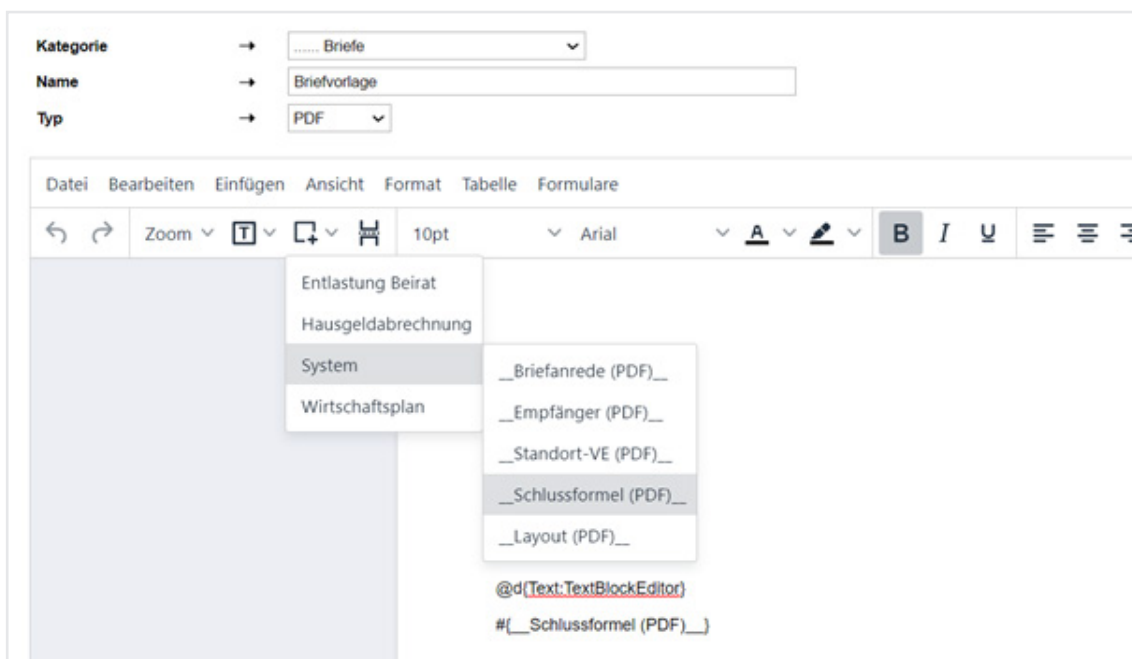 Kategorie → ...... Briefe
Name → Briefvorlage
Typ → PDF
Datei Bearbeiten Einfügen Ansicht Format Tabelle Formulare
Zoom T 10pt Arial A B I U
Entlastung Beirat
Hausgeldabrechnung
System
Wirtschaftsplan
__Briefanrede (PDF)__
__Empfänger (PDF)__
__Standort-VE (PDF)__
__Schlussformel (PDF)__
__Layout (PDF)__
@d{Text:TextBlockEditor}
#{__Schlussformel (PDF)__}